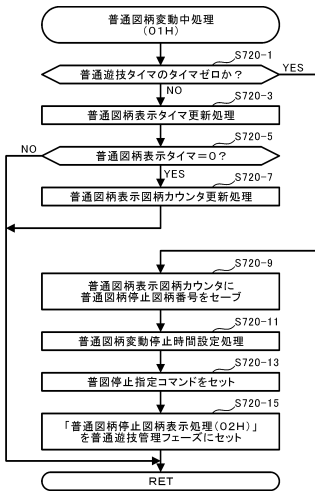 普通図柄変動中処理
(01H)
S720-1
普通遊技タイマのタイマゼロか？
YES
NO
S720-3
普通図柄表示タイマ更新処理
S720-5
NO
普通図柄表示タイマ＝0？
YES
S720-7
普通図柄表示図柄カウンタ更新処理
S720-9
普通図柄表示図柄カウンタに
普通図柄停止図柄番号をセーブ
S720-11
普通図柄変動停止時間設定処理
S720-13
普図停止指定コマンドをセット
S720-15
「普通図柄停止図柄表示処理(02H)」
を普通遊技管理フェーズにセット
RET